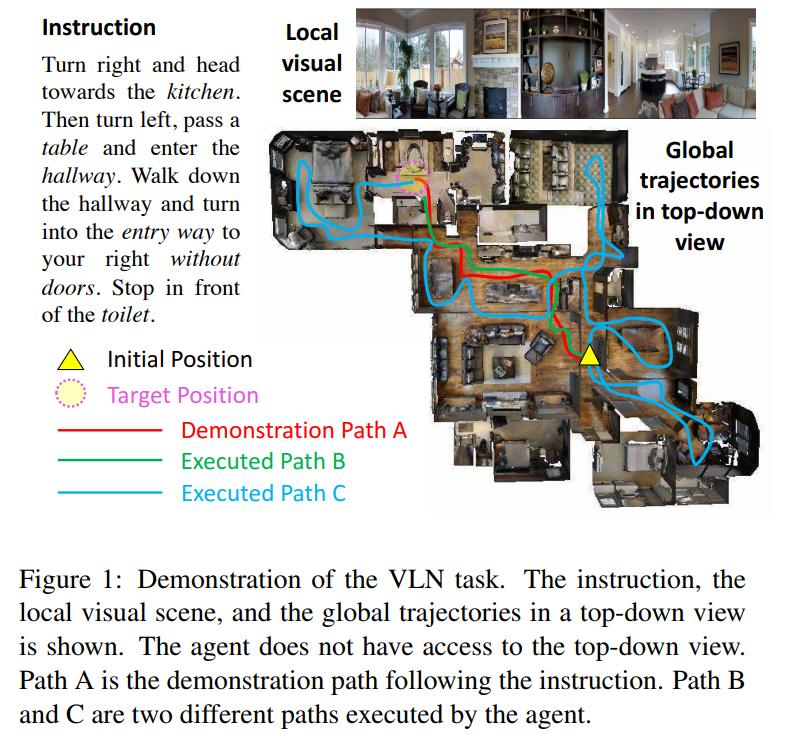 Instruction
Turn right and head
towards the kitchen.
Then turn left, pass a
table and enter the
hallway. Walk down
the hallway and turn
into the entry way to
your right without
doors. Stop in front
of the toilet.
Local
visual
scene
Global
trajectories
in top-down
view
Initial Position
Target Position
Demonstration Path A
Executed Path B
Executed Path C
Figure 1: Demonstration of the VLN task. The instruction, the
local visual scene, and the global trajectories in a top-down view
is shown. The agent does not have access to the top-down view.
Path A is the demonstration path following the instruction. Path B
and C are two different paths executed by the agent.